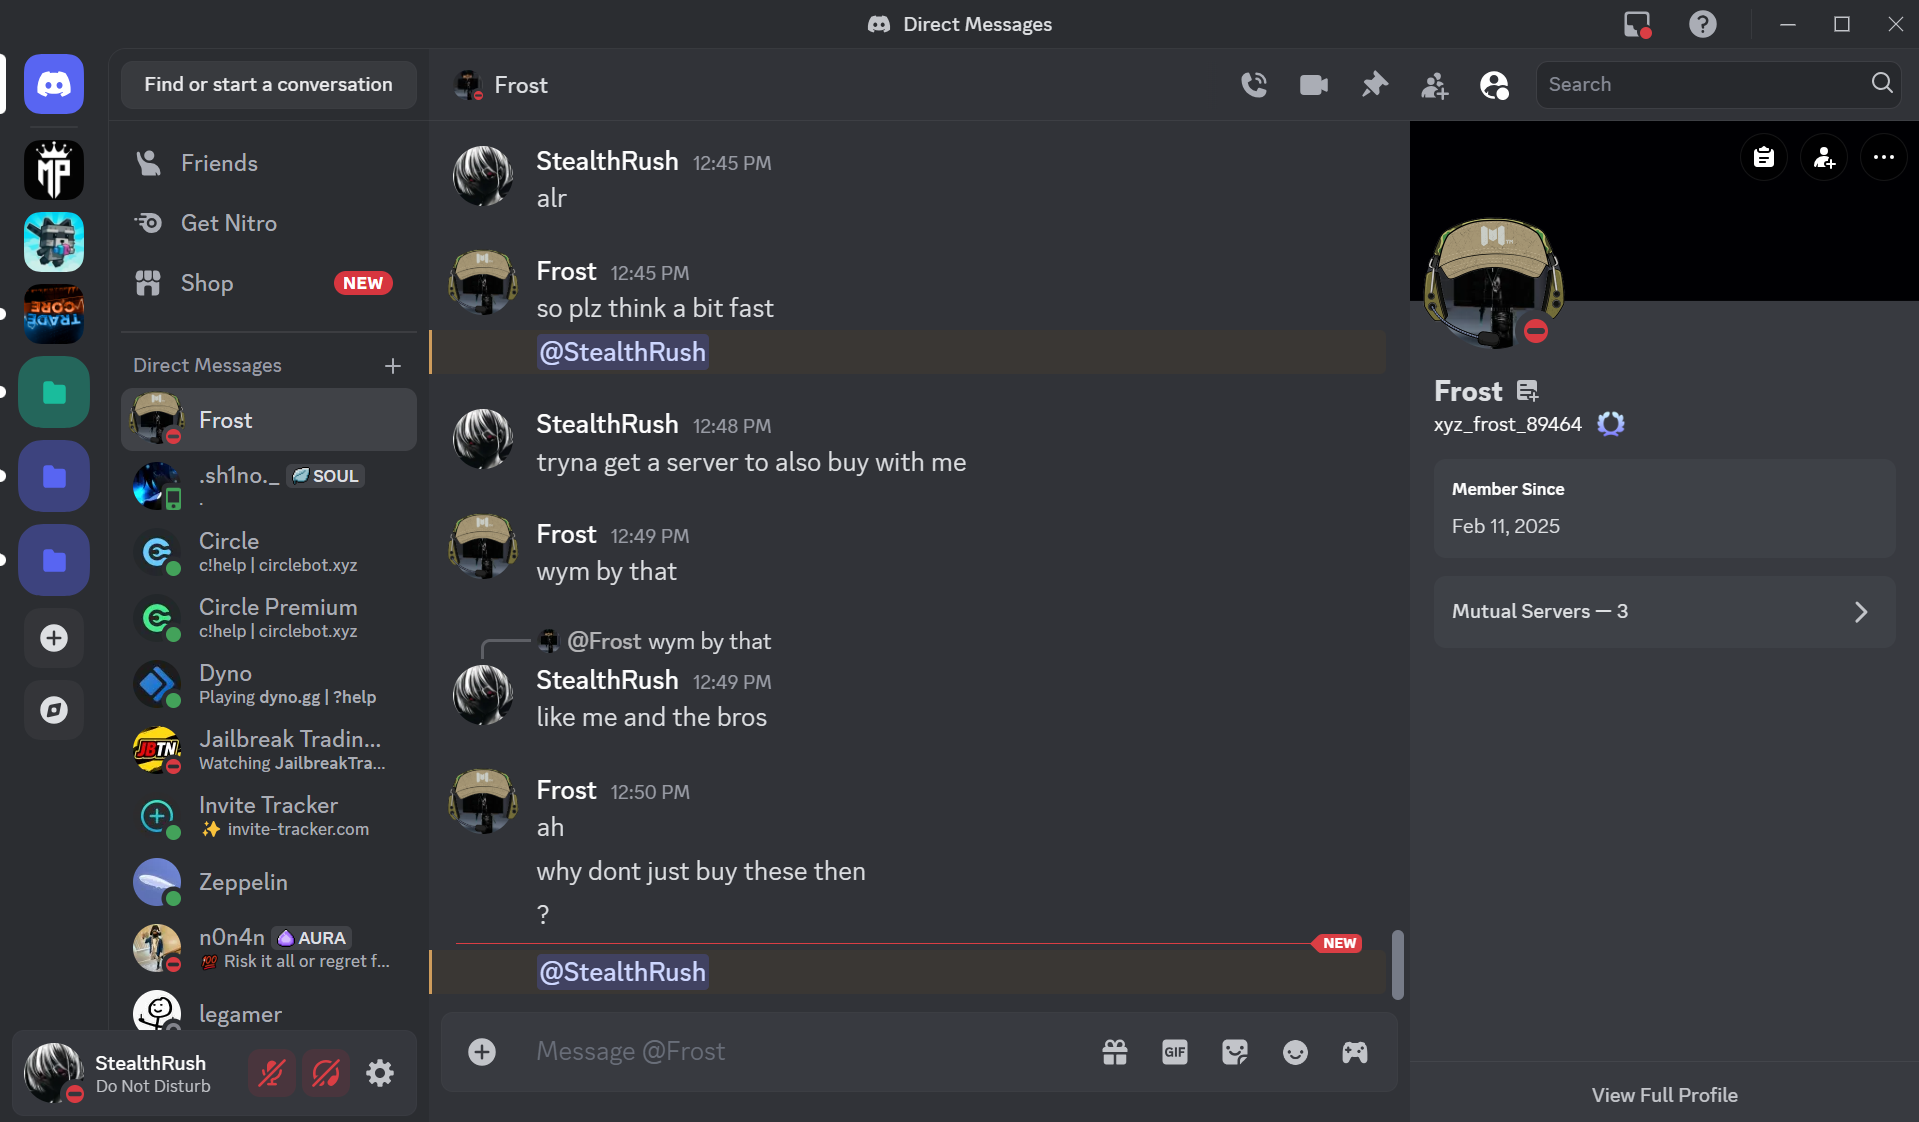 Direct Messages
Find or start a conversation
Frost
Search
MP
Friends
Get Nitro
Shop
NEW
Direct Messages
Frost
.sh1no._ SOUL
.
Circle
c!help | circlebot.xyz
Circle Premium
c!help | circlebot.xyz
Dyno
Playing dyno.gg | ?help
JBTN
Jailbreak Tradin...
Watching JailbreakTra...
Invite Tracker
✨ invite-tracker.com
Zeppelin
n0n4n AURA
💯 Risk it all or regret f...
legamer
StealthRush
Do Not Disturb
StealthRush 12:45 PM
alr
Frost 12:45 PM
so plz think a bit fast
@StealthRush
StealthRush 12:48 PM
tryna get a server to also buy with me
Frost 12:49 PM
wym by that
@Frost wym by that
StealthRush 12:49 PM
like me and the bros
Frost 12:50 PM
ah
why dont just buy these then
?
NEW
@StealthRush
Message @Frost
GIF
Frost
xyz_frost_89464
Member Since
Feb 11, 2025
Mutual Servers — 3
View Full Profile